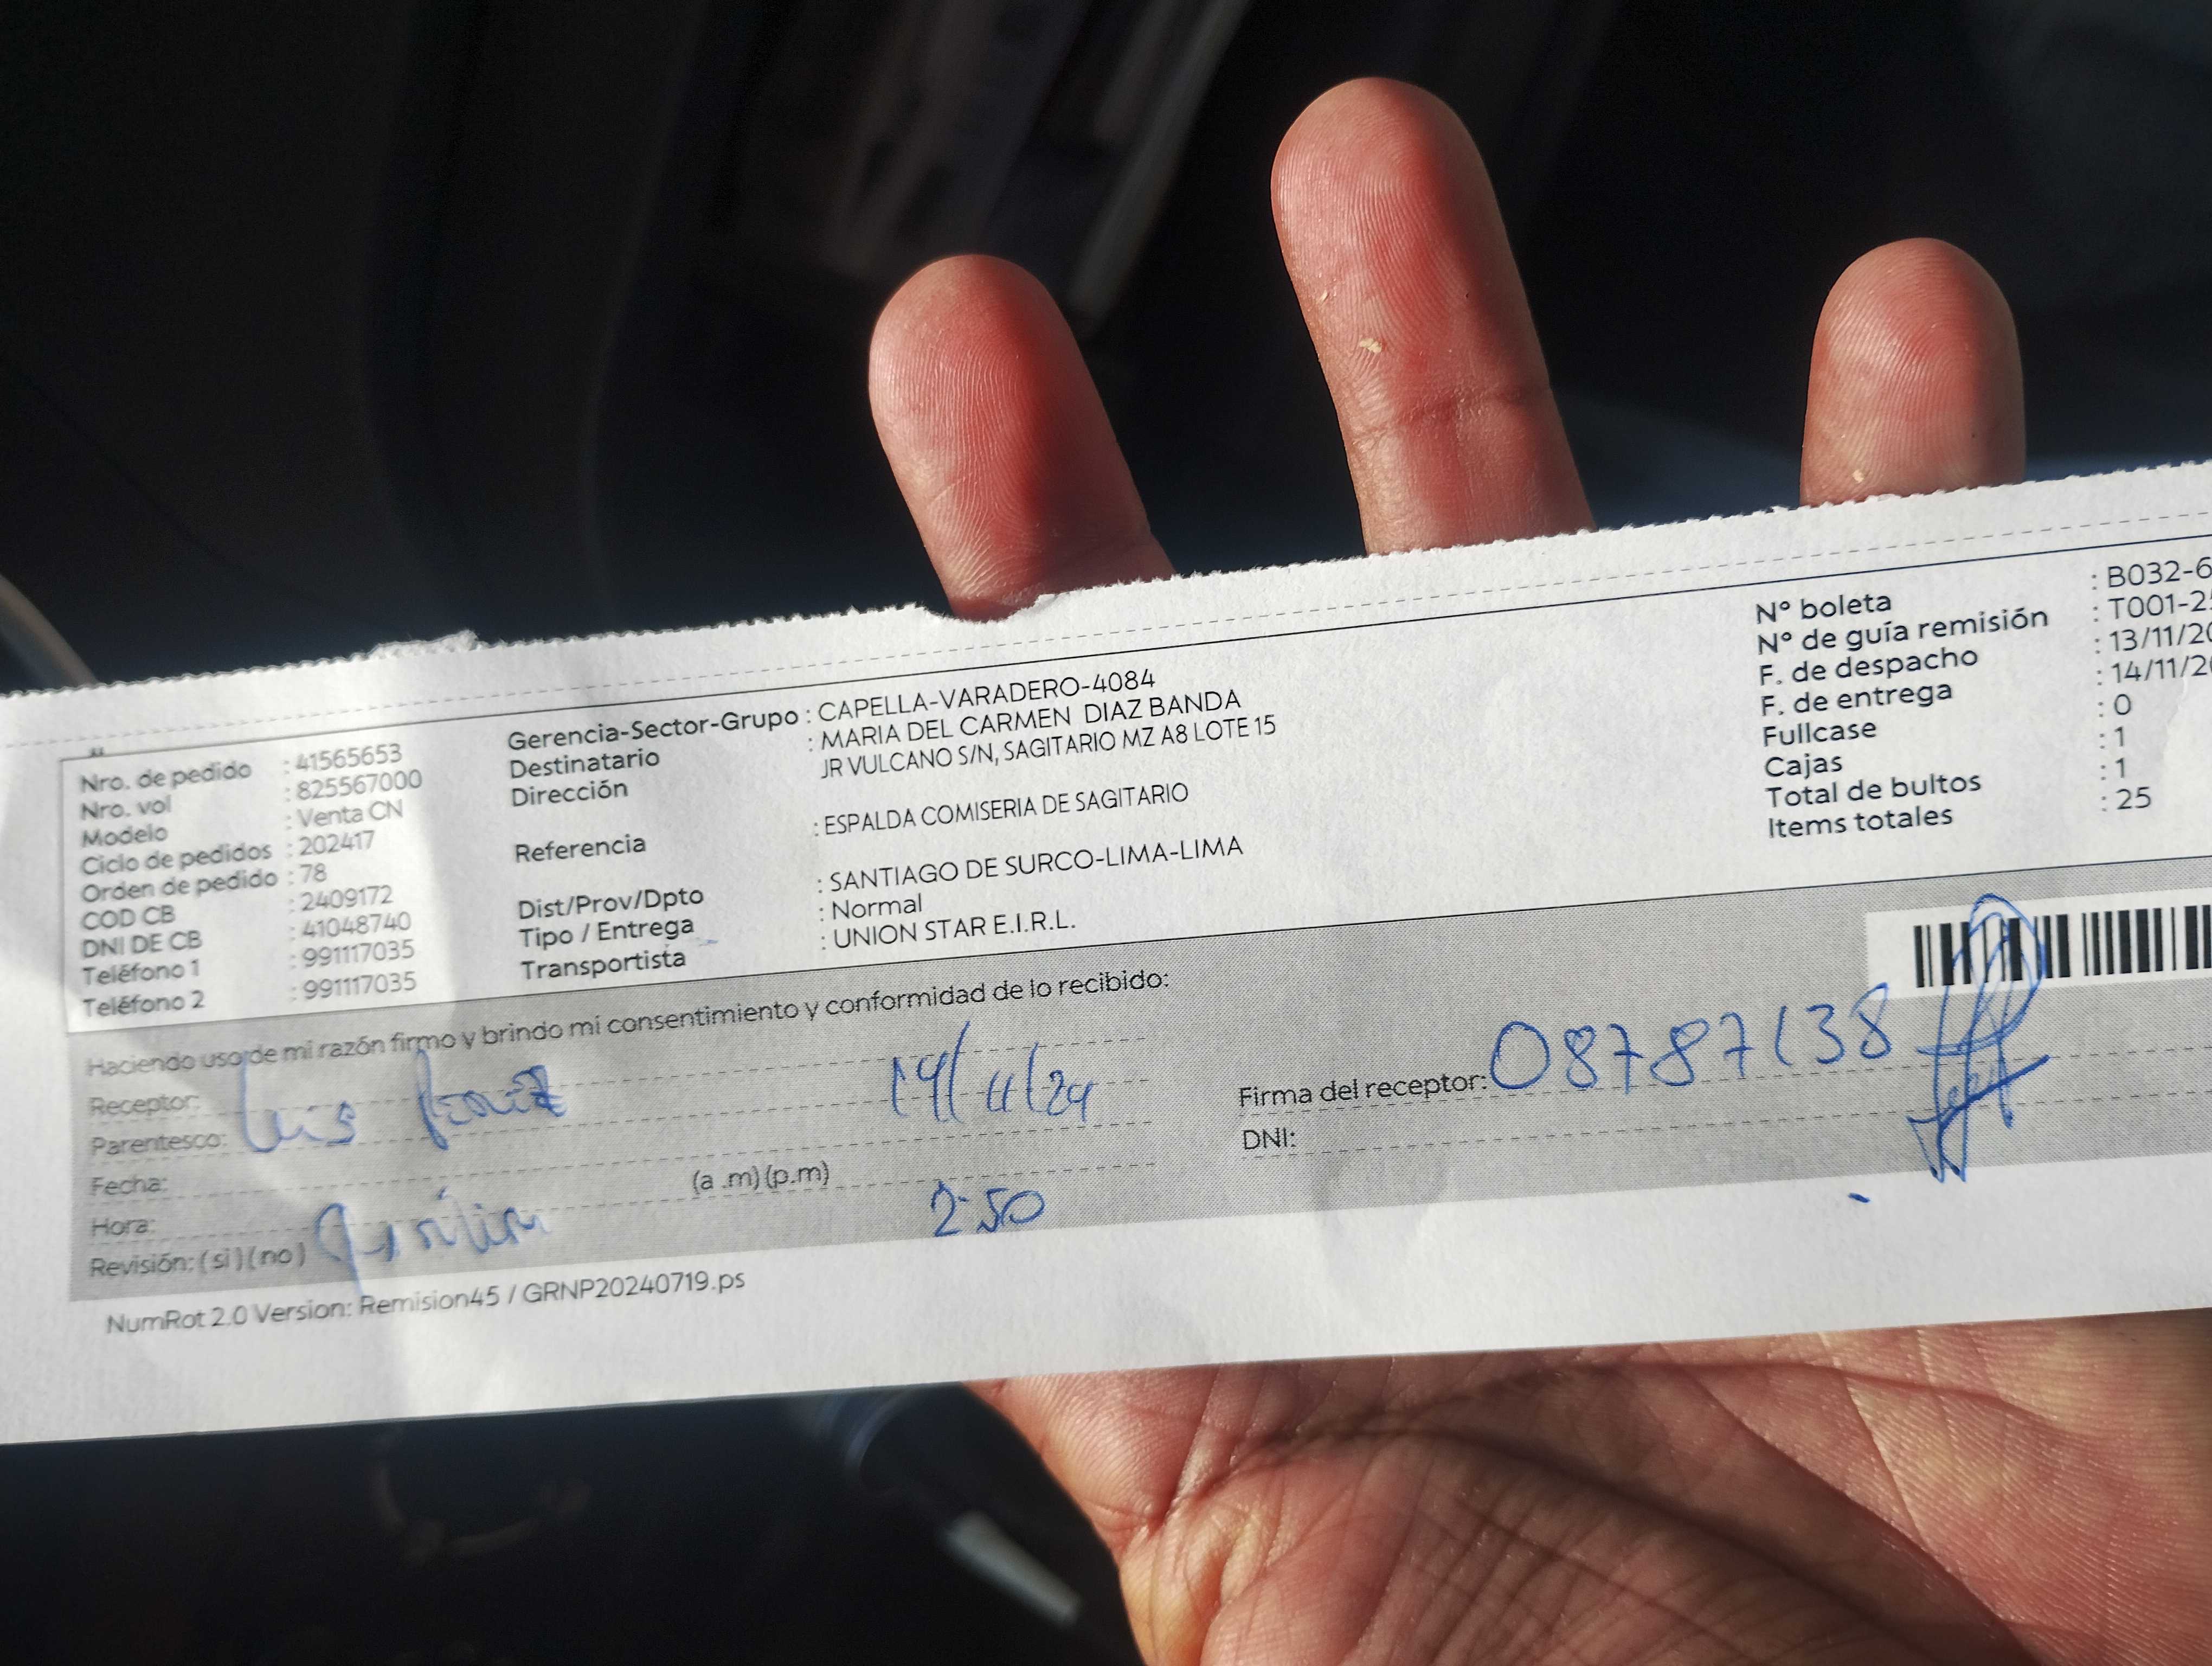 Nro. de pedido : 41565653
Nro. vol : 825567000
Modelo : Venta CN
Ciclo de pedidos : 202417
Orden de pedido : 78
COD CB : 2409172
DNI DE CB : 41048740
Teléfono 1 : 991117035
Teléfono 2 : 991117035
Gerencia-Sector-Grupo : CAPELLA-VARADERO-4084
Destinatario : MARIA DEL CARMEN DIAZ BANDA
Dirección JR VULCANO S/N, SAGITARIO MZ A8 LOTE 15
Referencia : ESPALDA COMISERIA DE SAGITARIO
Dist/Prov/Dpto : SANTIAGO DE SURCO-LIMA-LIMA
Tipo / Entrega : Normal
Transportista : UNION STAR E.I.R.L.
N° boleta : B032-6
N° de guía remisión : T001-2
F. de despacho : 13/11/20
F. de entrega : 14/11/20
Fullcase : 0
Cajas : 1
Total de bultos : 1
Items totales : 25
Haciendo uso de mi razón firmo y brindo mi consentimiento y conformidad de lo recibido:
Receptor:
Parentesco: Luis 14/11/24
Fecha:
Hora: (a .m) (p.m)
Revisión: ( si ) ( no ) 2:50
Firma del receptor: 08787138
DNI:
NumRot 2.0 Version: Remision45 / GRNP20240719.ps